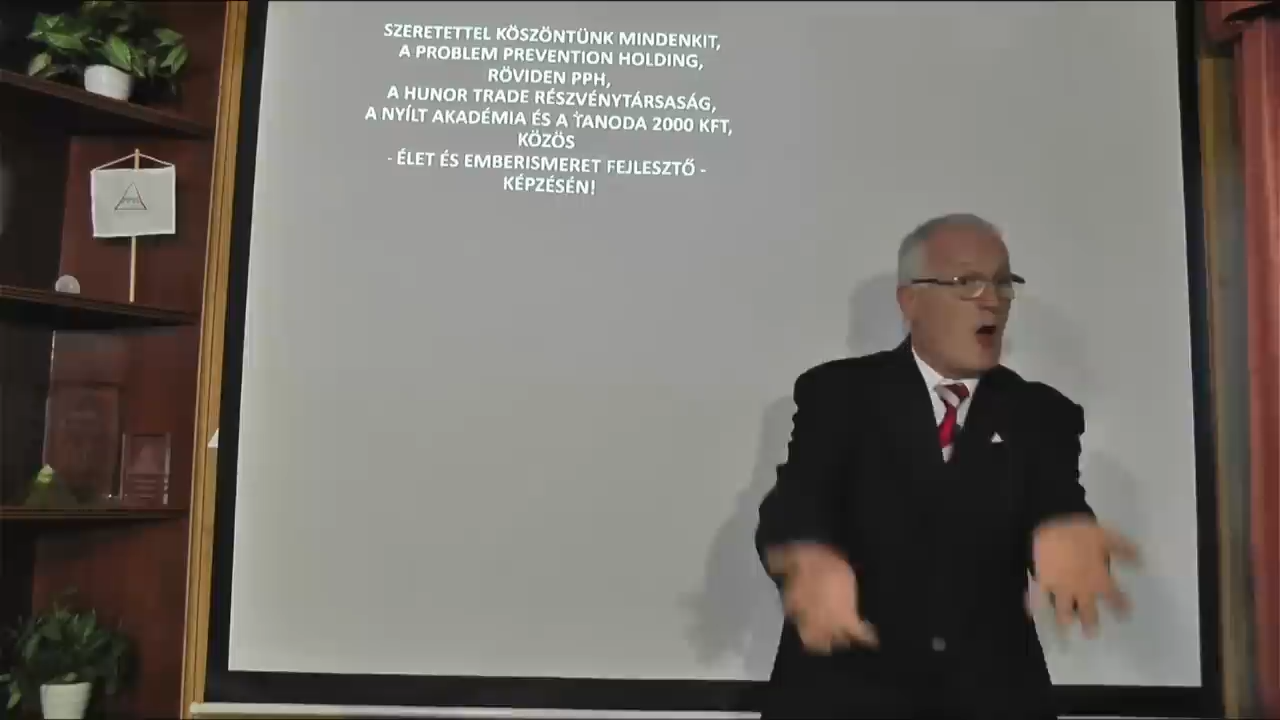 SZERETETTEL KÖSZÖNTÜNK MINDENKIT,
A PROBLEM PREVENTION HOLDING,
RÖVIDEN PPH,
A HUNOR TRADE RÉSZVÉNYTÁRSASÁG,
A NYÍLT AKADÉMIA ÉS A TANODA 2000 KFT,
KÖZÖS
- ÉLET ÉS EMBERISMERET FEJLESZTŐ -
KÉPZÉSÉN!